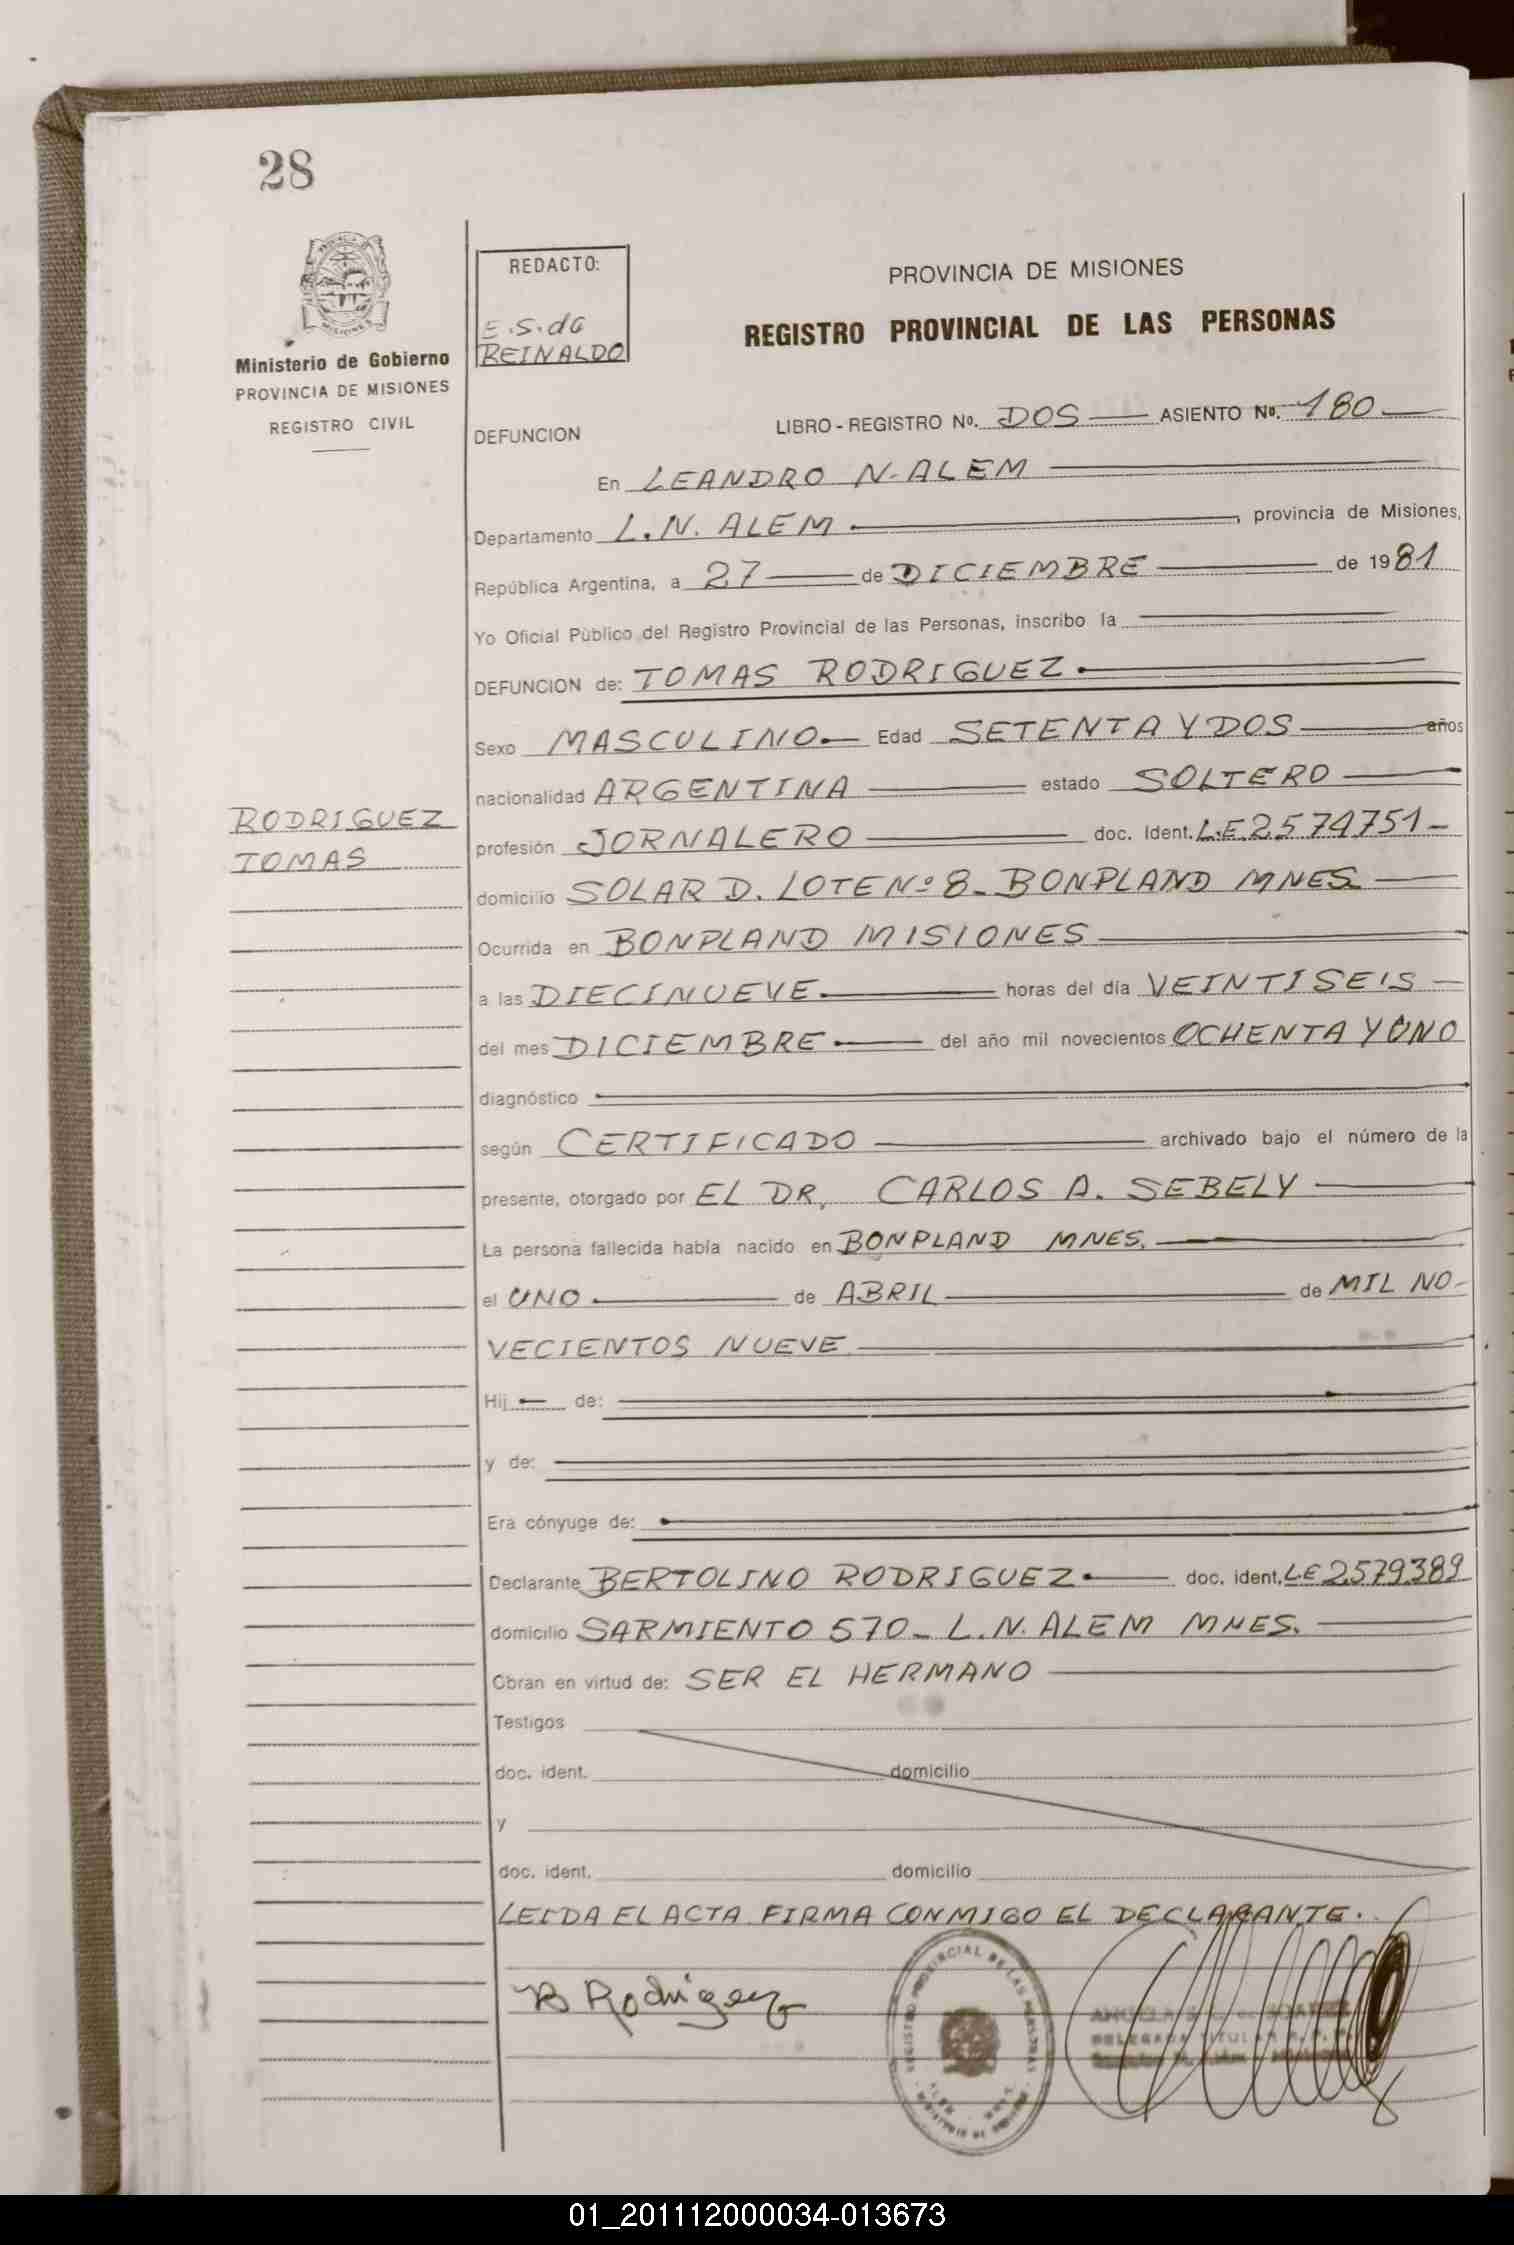 28
MISIONES
Ministerio de Gobierno
PROVINCIA DE MISIONES
REGISTRO CIVIL
REDACTO:
E.S.da
REINALDO
PROVINCIA DE MISIONES
REGISTRO PROVINCIAL DE LAS PERSONAS
DEFUNCION LIBRO - REGISTRO No. DOS ASIENTO No. 180
En LEANDRO N. ALEM
Departamento L.N. ALEM, provincia de Misiones,
República Argentina, a 27 de DICIEMBRE de 1981
Yo Oficial Público del Registro Provincial de las Personas, inscribo la
DEFUNCION de: TOMAS RODRIGUEZ
Sexo MASCULINO Edad SETENTA Y DOS años
nacionalidad ARGENTINA estado SOLTERO
RODRIGUEZ
TOMAS
profesión JORNALERO doc. Ident. L.E 2574751
domicilio SOLAR D. LOTE No 8 - BONPLAND MNES
Ocurrida en BONPLAND MISIONES
a las DIECINUEVE horas del día VEINTISEIS
del mes DICIEMBRE del año mil novecientos OCHENTA Y UNO
diagnóstico
según CERTIFICADO archivado bajo el número de la
presente, otorgado por EL DR, CARLOS A. SEBELY
La persona fallecida había nacido en BONPLAND MNES.
el UNO de ABRIL de MIL NO-
VECIENTOS NUEVE
Hij de:
y de:
Era cónyuge de:
Declarante BERTOLINO RODRIGUEZ doc. ident. LE 2579389
domicilio SARMIENTO 570 - L.N. ALEM MNES.
Obran en virtud de: SER EL HERMANO
Testigos
doc. ident. domicilio
y
doc. ident. domicilio
LEIDA EL ACTA FIRMA CONMIGO EL DECLARANTE.
B Rodriguez
REGISTRO PROVINCIAL DE LAS PERSONAS
01_201112000034-013673